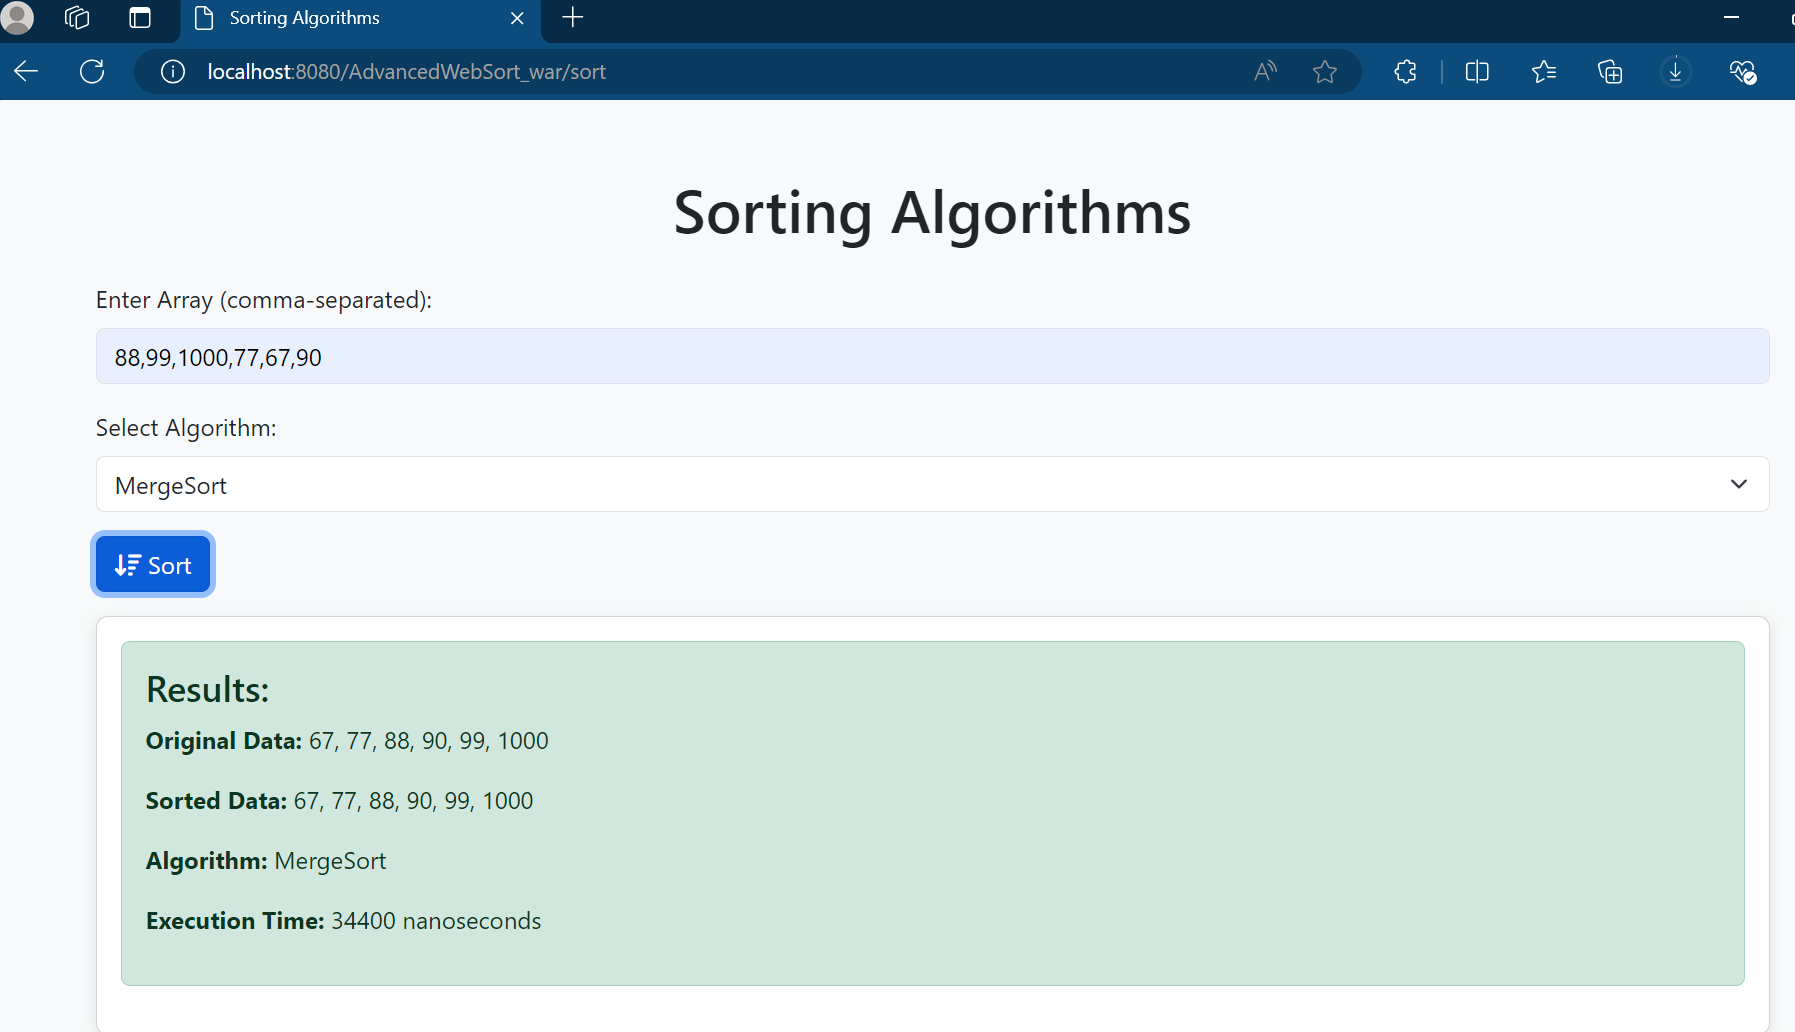 Sorting Algorithms
localhost:8080/AdvancedWebSort_war/sort
Sorting Algorithms
Enter Array (comma-separated):
88,99,1000,77,67,90
Select Algorithm:
MergeSort
Sort
Results:
Original Data: 67, 77, 88, 90, 99, 1000
Sorted Data: 67, 77, 88, 90, 99, 1000
Algorithm: MergeSort
Execution Time: 34400 nanoseconds